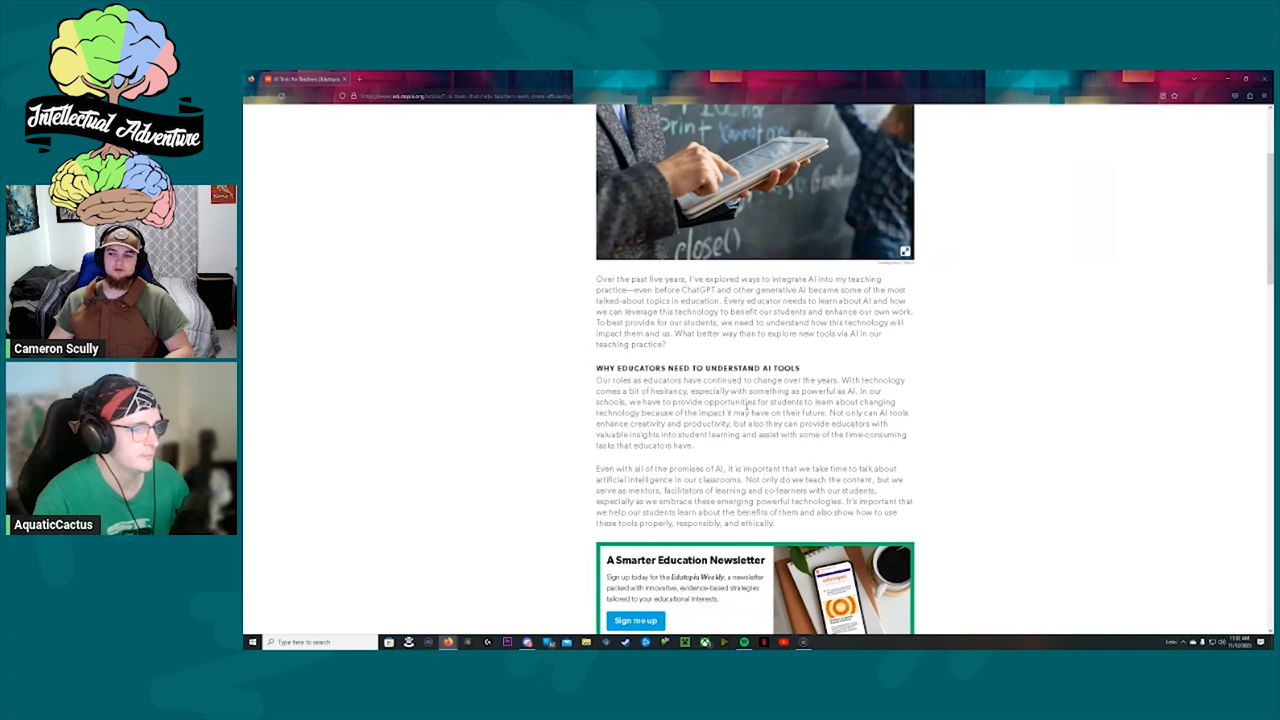 Intellectual Adventure
Cameron Scully
AquaticCactus
AI Tools for Teachers | Edutopia
print cannot
close()
Over the past five years, I've explored ways to integrate AI into my teaching
practice—even before ChatGPT and other generative AI became some of the most
talked-about topics in education. Every educator needs to learn about AI and how
we can leverage this technology to benefit our students and enhance our own work.
To best provide for our students, we need to understand how this technology will
impact them and us. What better way than to explore new tools via AI in our
teaching practice?
WHY EDUCATORS NEED TO UNDERSTAND AI TOOLS
Our roles as educators have continued to change over the years. With technology
comes a bit of hesitancy, especially with something as powerful as AI. In our
schools, we have to provide opportunities for students to learn about changing
technology because of the impact it may have on their future. Not only can AI tools
enhance creativity and productivity, but also they can provide educators with
valuable insights into student learning and assist with some of the time-consuming
tasks that educators have.
Even with all of the promises of AI, it is important that we take time to talk about
artificial intelligence in our classrooms. Not only do we teach the content, but we
serve as mentors, facilitators of learning and co-learners with our students,
especially as we embrace these emerging powerful technologies. It's important that
we help our students learn about the benefits of them and also show how to use
these tools properly, responsibly, and ethically.
A Smarter Education Newsletter
Sign up today for the Edutopia Weekly, a newsletter
packed with innovative, evidence-based strategies
tailored to your educational interests.
Sign me up
edutopia
Type here to search
Links
11:02 AM